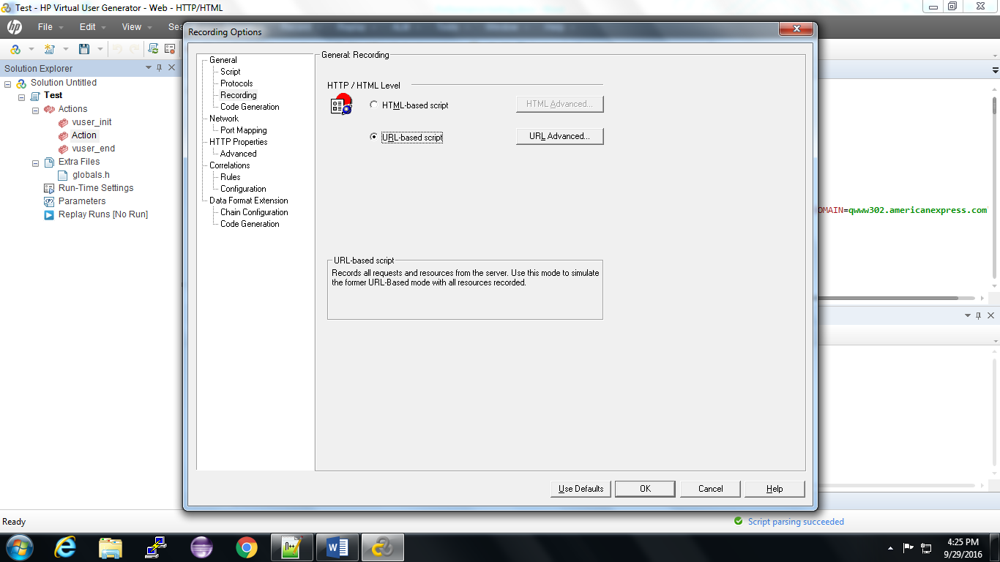 Test - HP Virtual User Generator - Web - HTTP/HTML
hp File Edit View
Recording Options
Solution Explorer
Solution Untitled
Test
Actions
vuser_init
Action
vuser_end
Extra Files
globals.h
Run-Time Settings
Parameters
Replay Runs [No Run]
General
Script
Protocols
Recording
Code Generation
Network
Port Mapping
HTTP Properties
Advanced
Correlations
Rules
Configuration
Data Format Extension
Chain Configuration
Code Generation
General: Recording
HTTP / HTML Level
HTML-based script
HTML Advanced...
URL-based script
URL Advanced...
URL-based script
Records all requests and resources from the server. Use this mode to simulate
the former URL-Based mode with all resources recorded.
OMAIN=qwww302.americanexpress.com
Use Defaults
OK
Cancel
Help
Ready
Script parsing succeeded
4:25 PM
9/29/2016